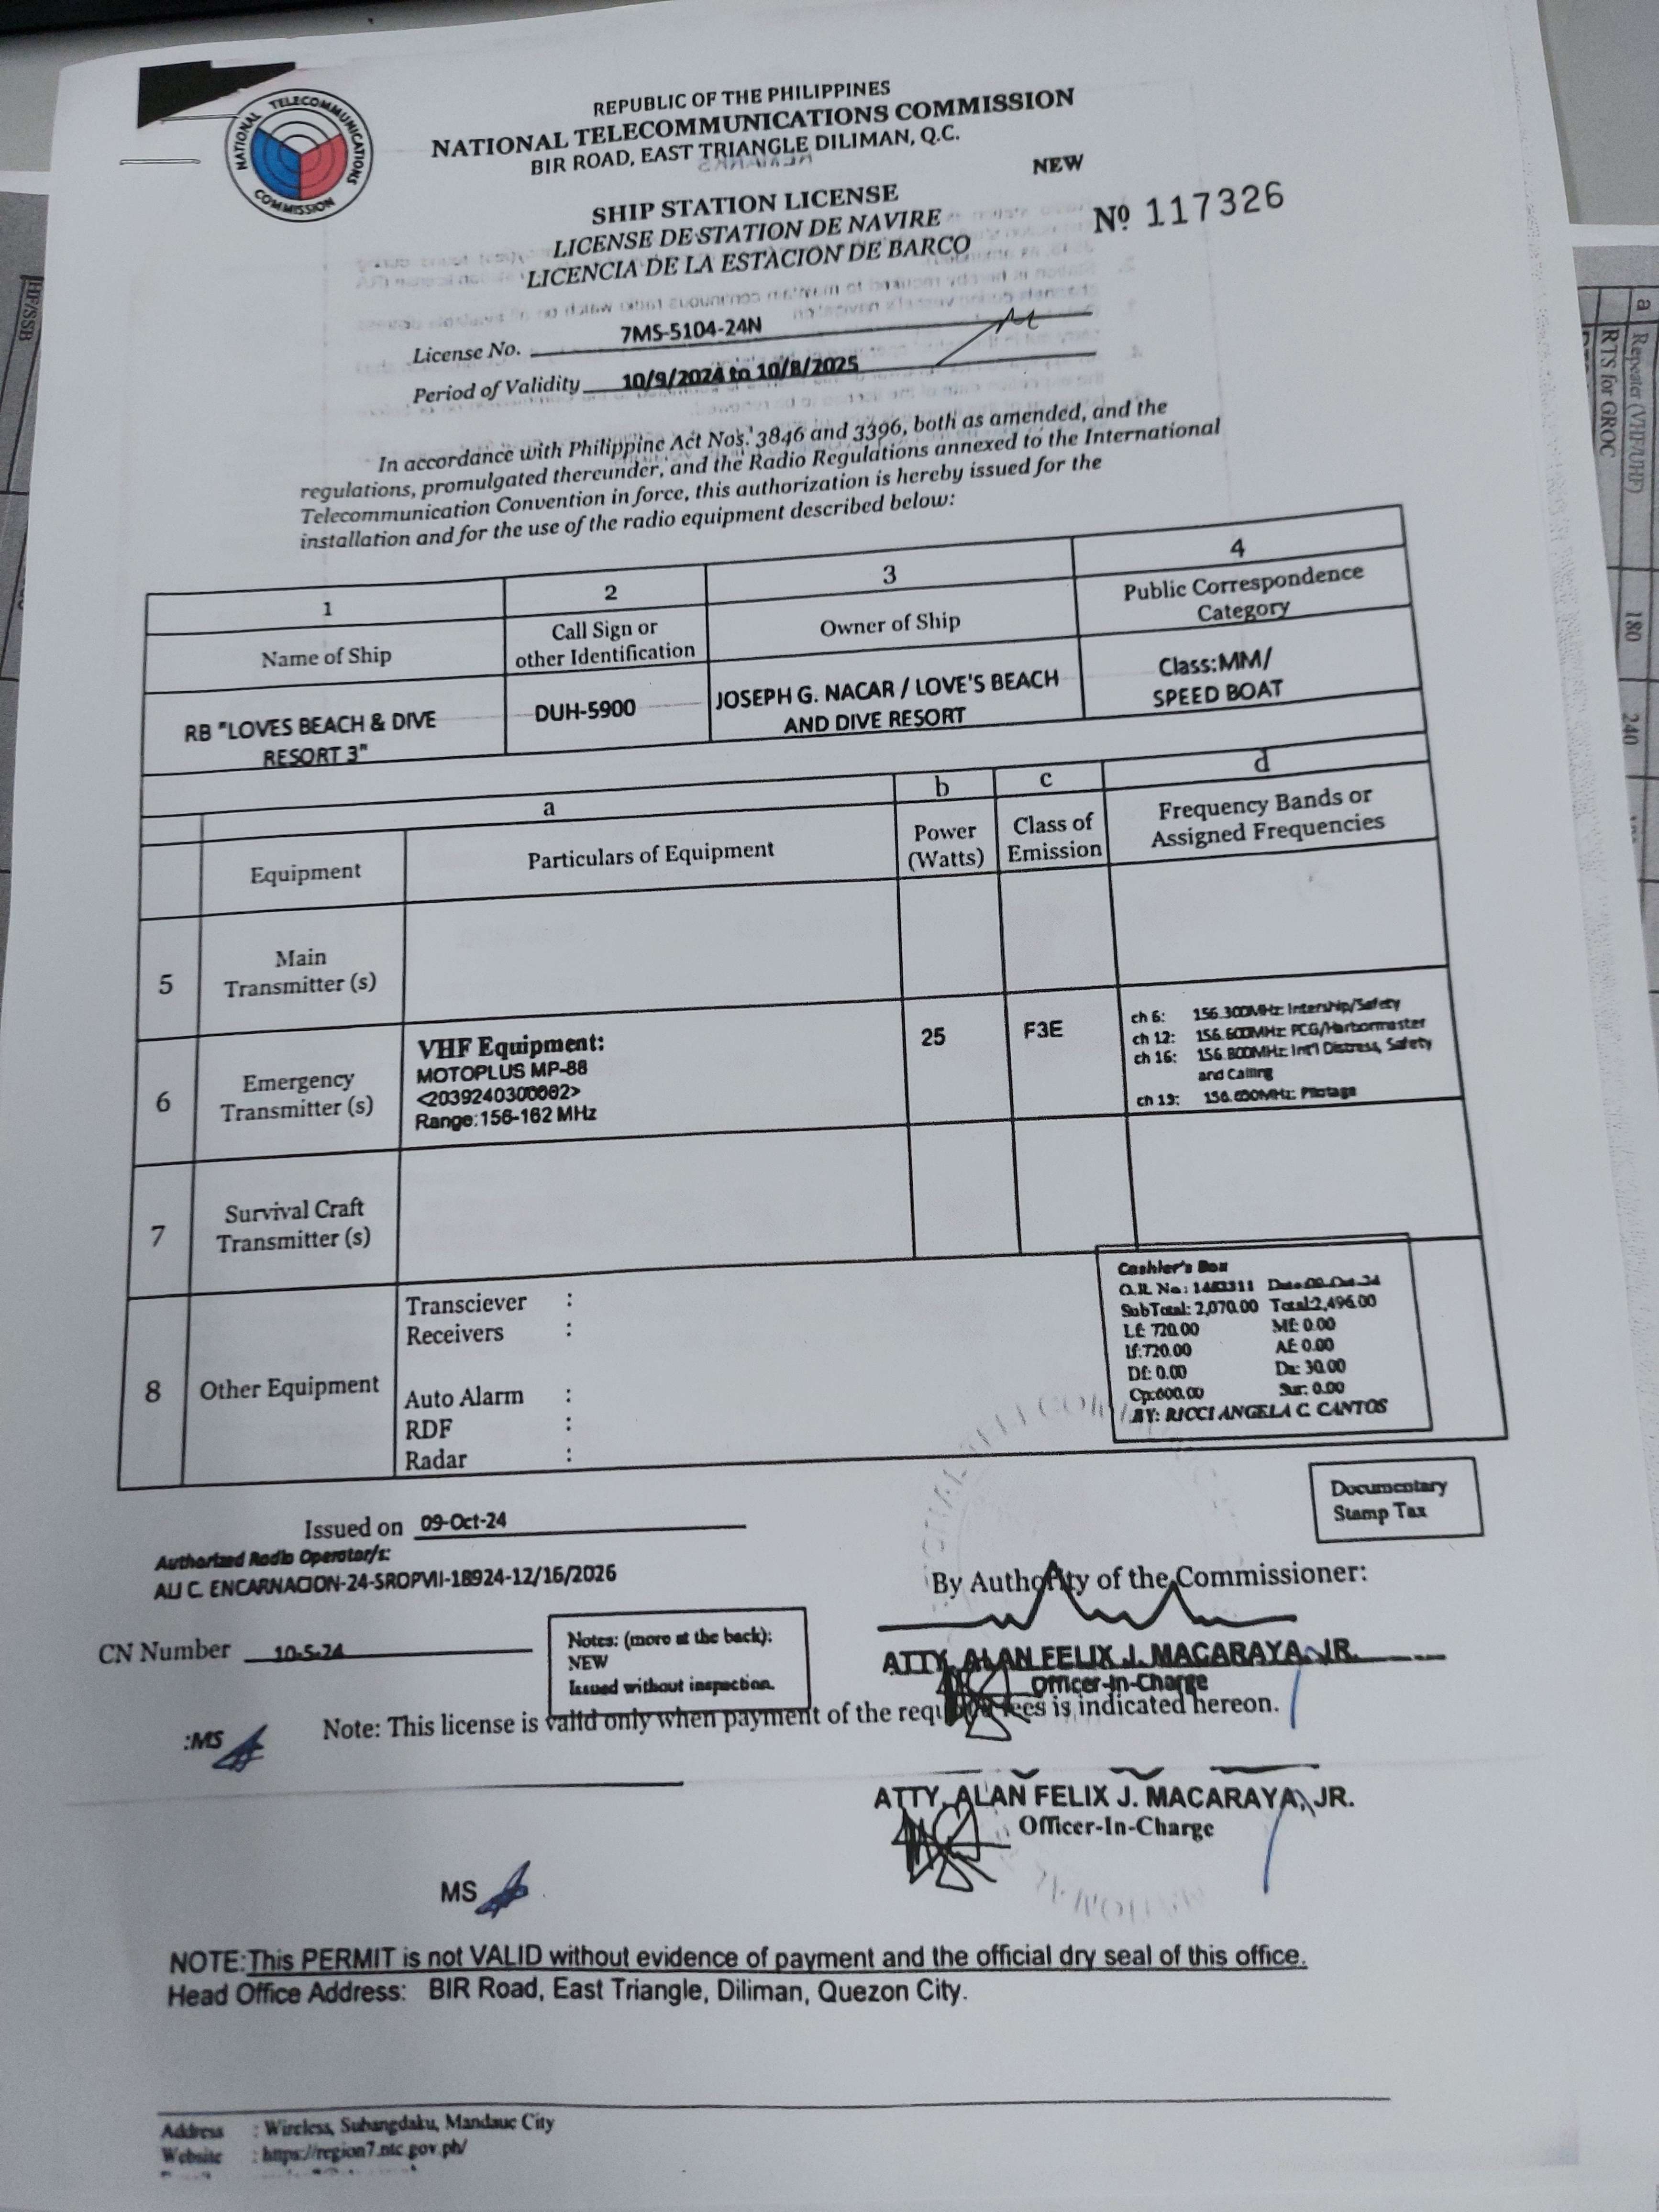 NATIONAL TELECOMMUNICATIONS COMMISSION
REPUBLIC OF THE PHILIPPINES
NATIONAL TELECOMMUNICATIONS COMMISSION
BIR ROAD, EAST TRIANGLE DILIMAN, Q.C.
NEW
SHIP STATION LICENSE
LICENSE DE STATION DE NAVIRE
LICENCIA DE LA ESTACION DE BARCO
Nº 117326
License No. 7MS-5104-24N
Period of Validity 10/9/2024 to 10/8/2025
In accordance with Philippine Act Nos. 3846 and 3396, both as amended, and the
regulations, promulgated thereunder, and the Radio Regulations annexed to the International
Telecommunication Convention in force, this authorization is hereby issued for the
installation and for the use of the radio equipment described below:
1 2 3 4
Name of Ship
Call Sign or
other Identification
Owner of Ship
Public Correspondence
Category
RB "LOVES BEACH & DIVE
RESORT 3"
DUH-5900
JOSEPH G. NACAR / LOVE'S BEACH
AND DIVE RESORT
Class:MM/
SPEED BOAT
a b c d
Equipment
Particulars of Equipment
Power
(Watts)
Class of
Emission
Frequency Bands or
Assigned Frequencies
5
Main
Transmitter (s)
6
Emergency
Transmitter (s)
VHF Equipment:
MOTOPLUS MP-88
<2039240300082>
Range:156-162 MHz
25
F3E
ch 6: 156.300MHz: Intership/Safety
ch 12: 156.600MHz: PCG/Harbormaster
ch 16: 156.800MHz: Int'l Distress, Safety
and Calling
ch 13: 156.650MHz: Pilotage
7
Survival Craft
Transmitter (s)
8
Other Equipment
Transciever :
Receivers :
Auto Alarm :
RDF :
Radar :
Cashier's Box
O.R. No.: Date:09-Oct-24
SubTotal: 2,070.00 Total:2,496.00
Lf: 720.00 Mf: 0.00
If:720.00 Af: 0.00
Df: 0.00 Ds: 30.00
Cp:600.00 Sur: 0.00
BY: RICCI ANGELA C. CANTOS
Documentary
Stamp Tax
Issued on 09-Oct-24
Authorized Radio Operator/s:
ALI C. ENCARNACION-24-SROPVII-18924-12/16/2026
By Authority of the Commissioner:
CN Number 10-5-24
Notes: (more at the back):
NEW
Issued without inspection.
ATTY. ALAN FELIX J. MACARAYA, JR.
Officer-In-Charge
:MS
Note: This license is valid only when payment of the required fees is indicated hereon.
ATTY. ALAN FELIX J. MACARAYA, JR.
Officer-In-Charge
MS
NOTE:This PERMIT is not VALID without evidence of payment and the official dry seal of this office.
Head Office Address: BIR Road, East Triangle, Diliman, Quezon City.
Address : Wireless, Subangdaku, Mandaue City
Website : https://region7.ntc.gov.ph/
HF/SSB
a Repeater (VHF/UHF) 180 240
RTS for GROC